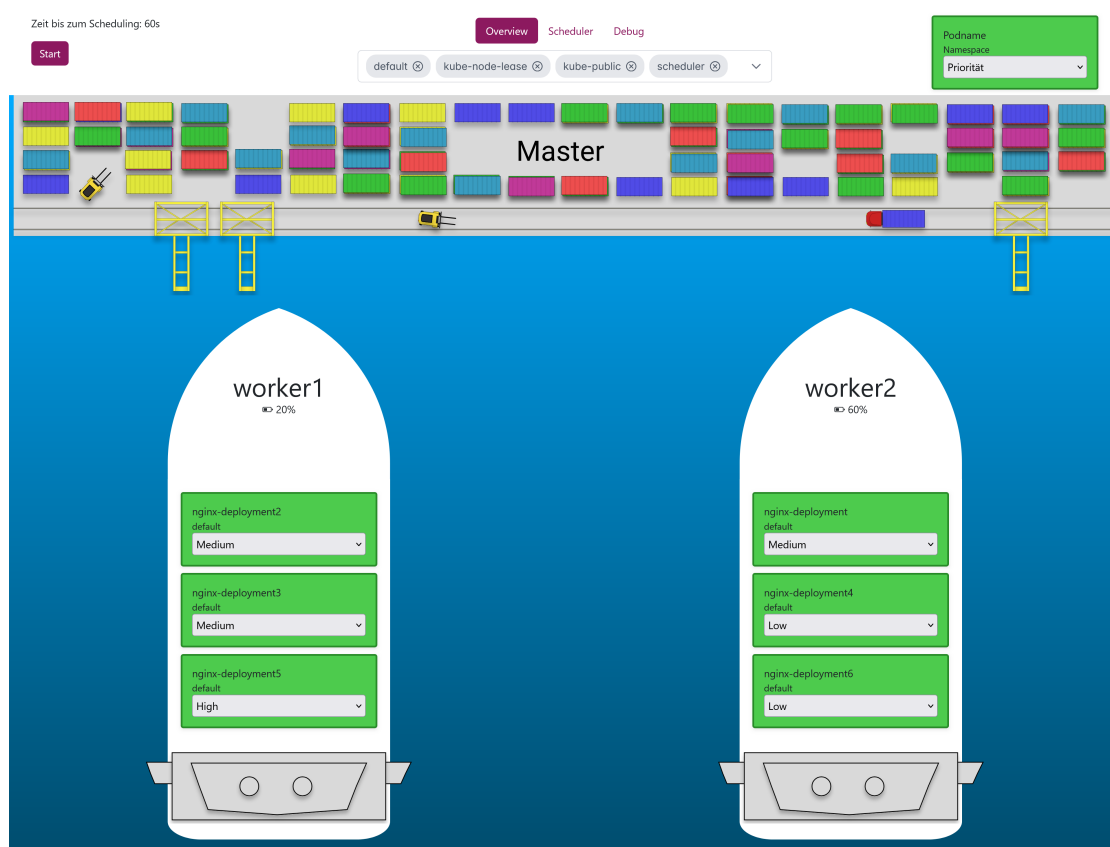 Zeit bis zum Scheduling: 60s
Start
Overview Scheduler Debug
default kube-node-lease kube-public scheduler
Podname
Namespace
Priorität
Master
worker1
20%
nginx-deployment2
default
Medium
nginx-deployment3
default
Medium
nginx-deployment5
default
High
worker2
60%
nginx-deployment
default
Medium
nginx-deployment4
default
Low
nginx-deployment6
default
Low